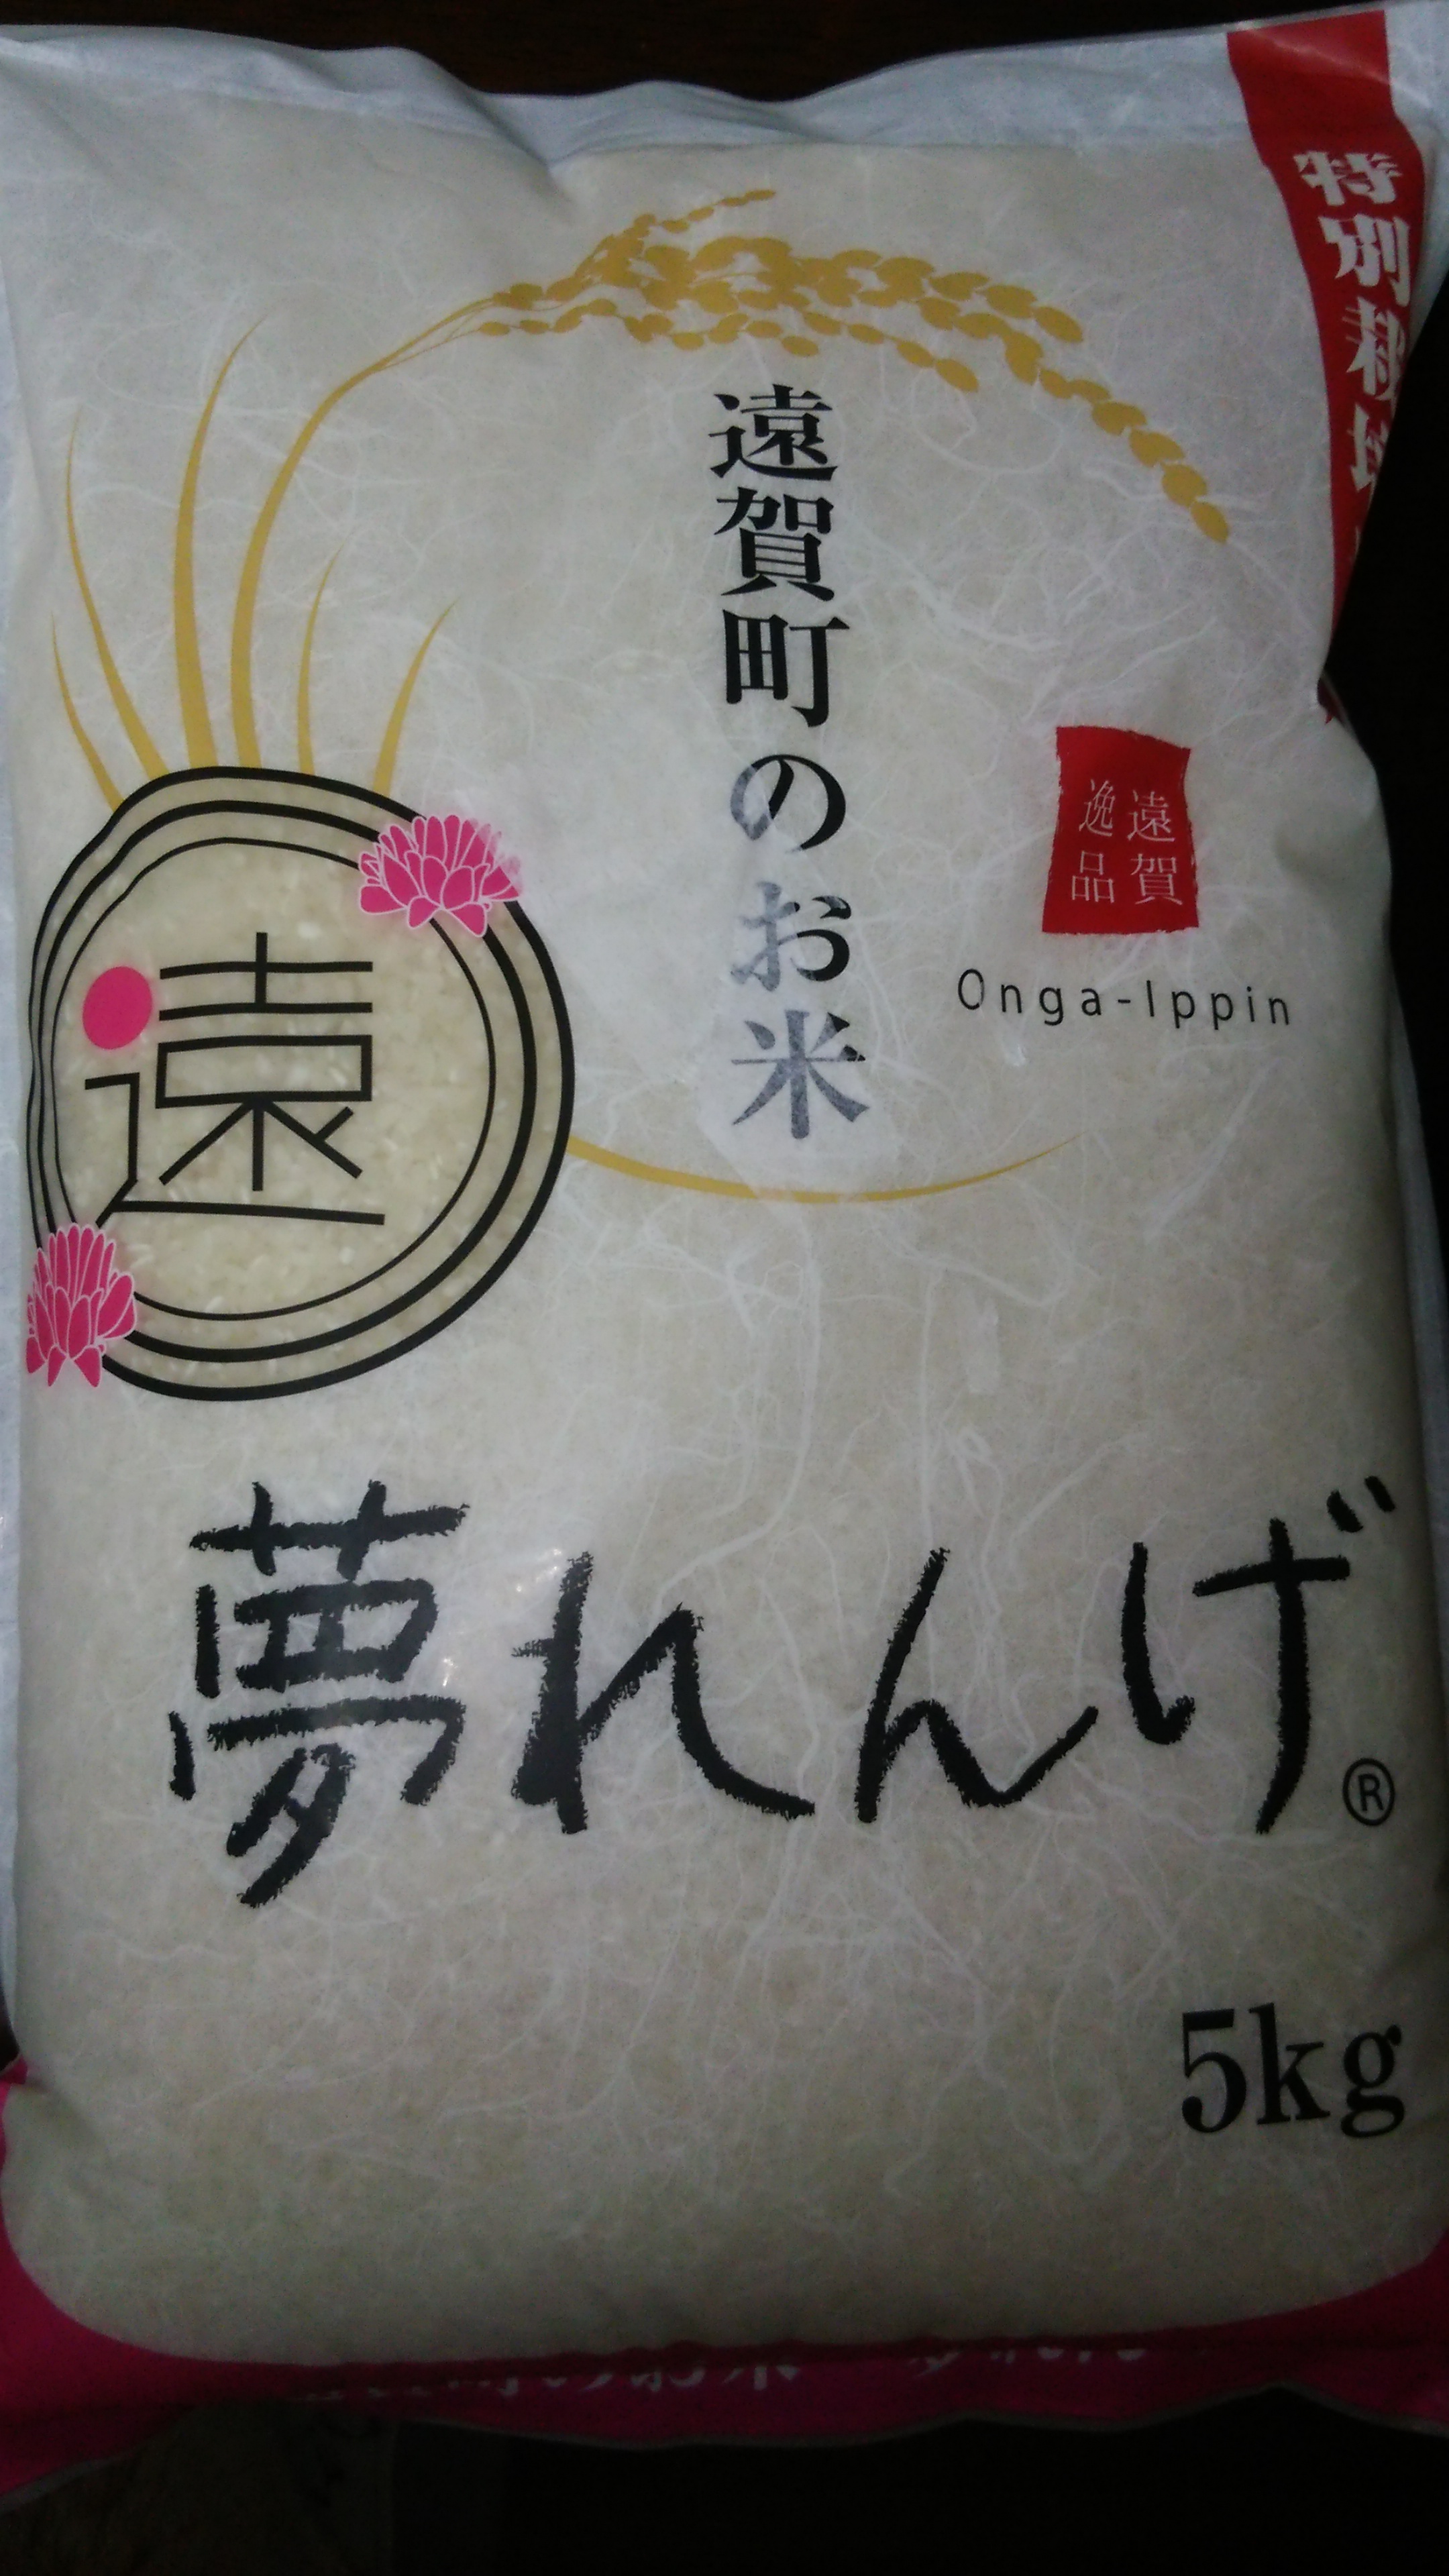 特別栽培
遠賀町のお米
遠賀
逸品
Onga-Ippin
遠
夢れんげ®
5kg